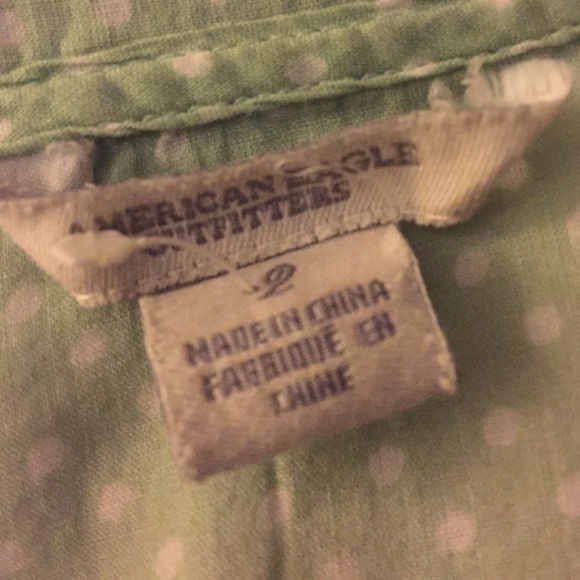 AMERICAN EAGLE
OUTFITTERS
2
MADE IN CHINA
FABRIQUÉ EN
CHINE